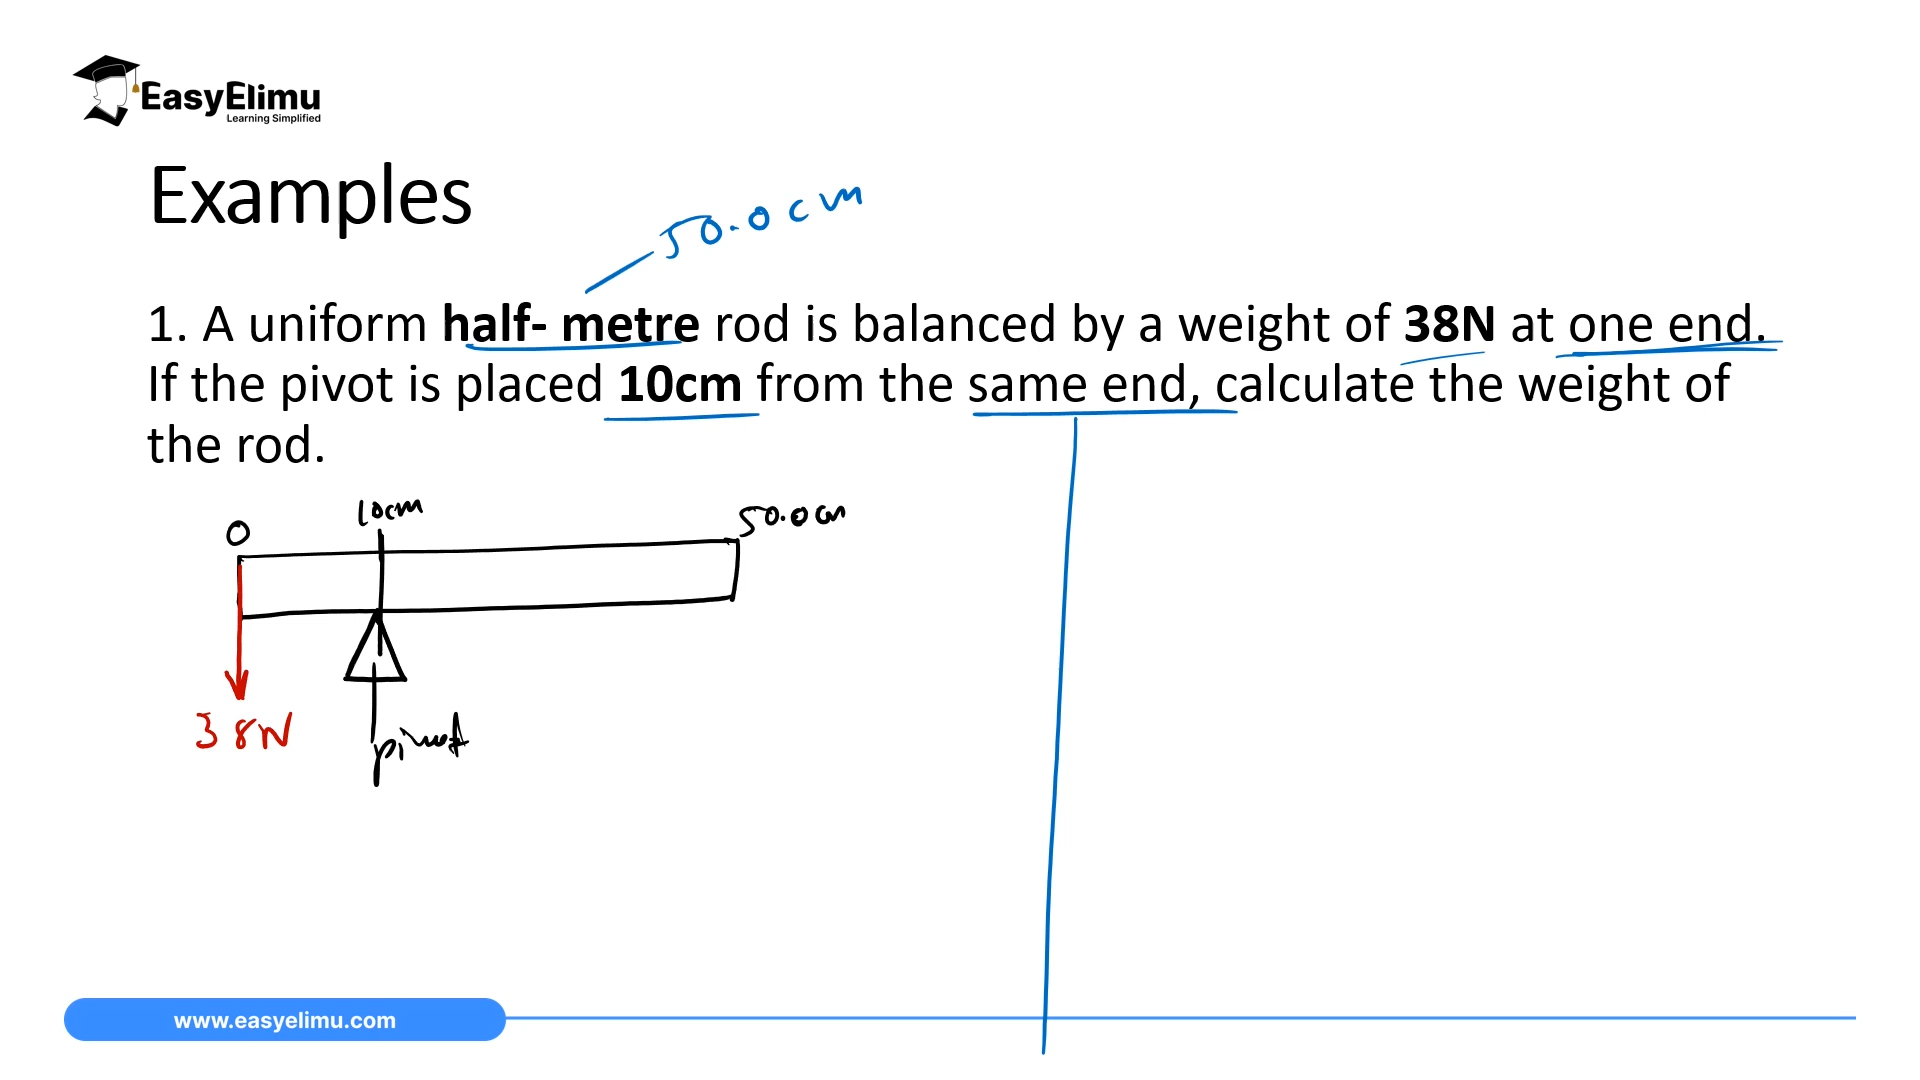 EasyElimu
Learning Simplified
Examples
50.0cm
1. A uniform half- metre rod is balanced by a weight of 38N at one end.
If the pivot is placed 10cm from the same end, calculate the weight of
the rod.
0
10cm
50.0cm
38N
pivot
www.easyelimu.com